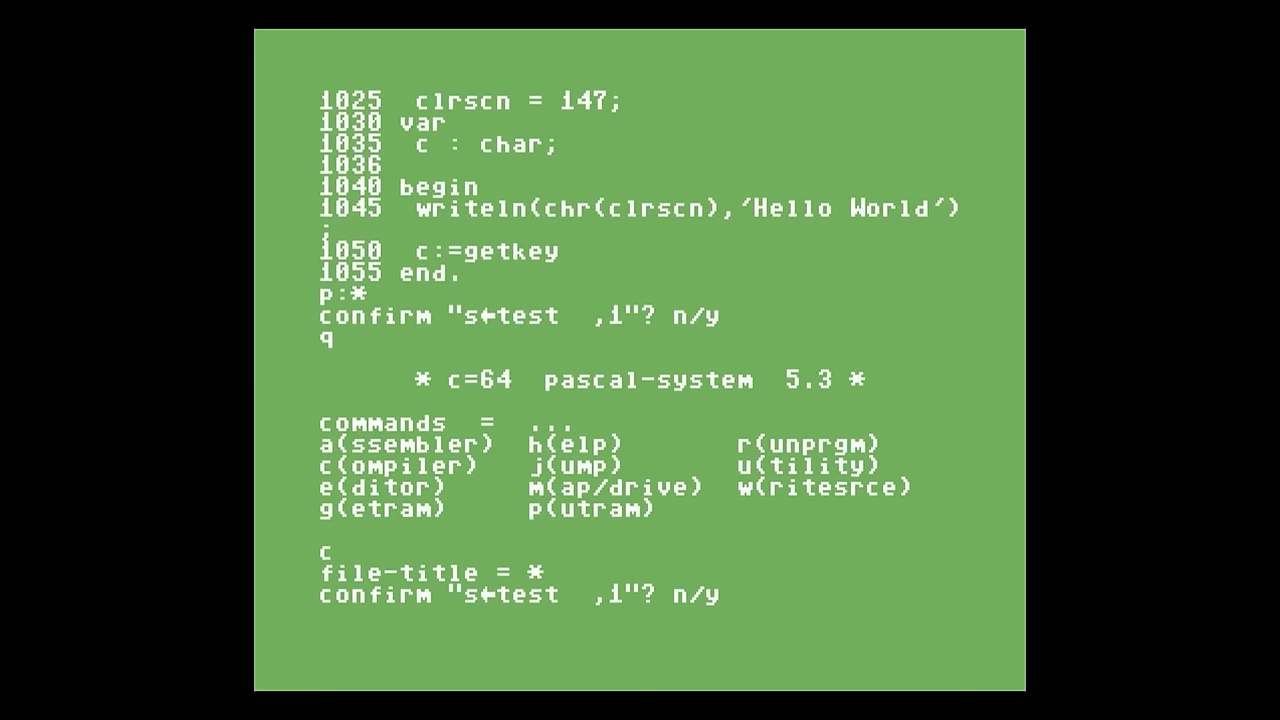 1025  clrscn = 147;
1030 var
1035  c : char;
1036
1040 begin
1045  writeln(chr(clrscn),'Hello World')
;
1050  c:=getkey
1055 end.
p:*
confirm "s←test  ,1"? n/y
q
* c=64  pascal-system  5.3 *
commands  =  ...
a(ssembler)  h(elp)       r(unprgm)
c(ompiler)   j(ump)       u(tility)
e(ditor)     m(ap/drive)  w(ritesrce)
g(etram)     p(utram)
c
file-title = *
confirm "s←test  ,1"? n/y